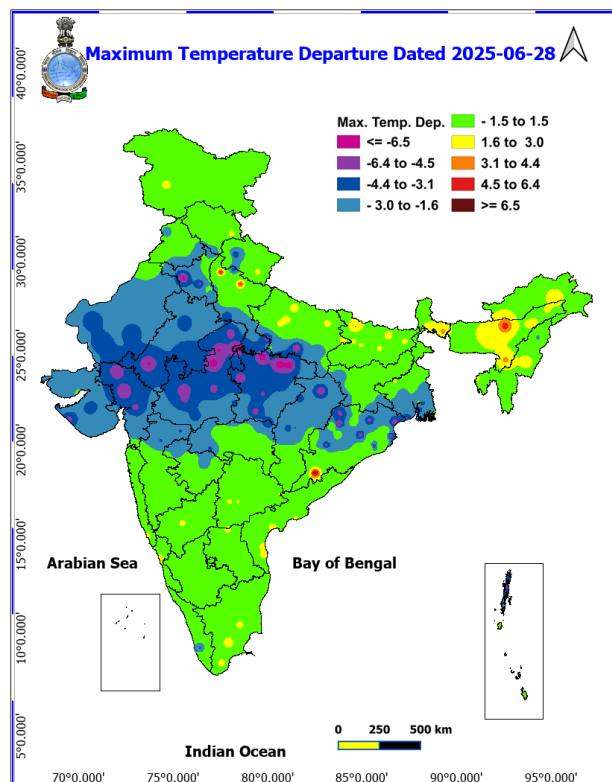 Maximum Temperature Departure Dated 2025-06-28
Max. Temp. Dep.
<= -6.5
-6.4 to -4.5
-4.4 to -3.1
- 3.0 to -1.6
- 1.5 to 1.5
1.6 to 3.0
3.1 to 4.4
4.5 to 6.4
>= 6.5
40°0.000'
35°0.000'
30°0.000'
25°0.000'
20°0.000'
15°0.000'
10°0.000'
5°0.000'
Arabian Sea
Bay of Bengal
Indian Ocean
0 250 500 km
70°0.000' 75°0.000' 80°0.000' 85°0.000' 90°0.000' 95°0.000'